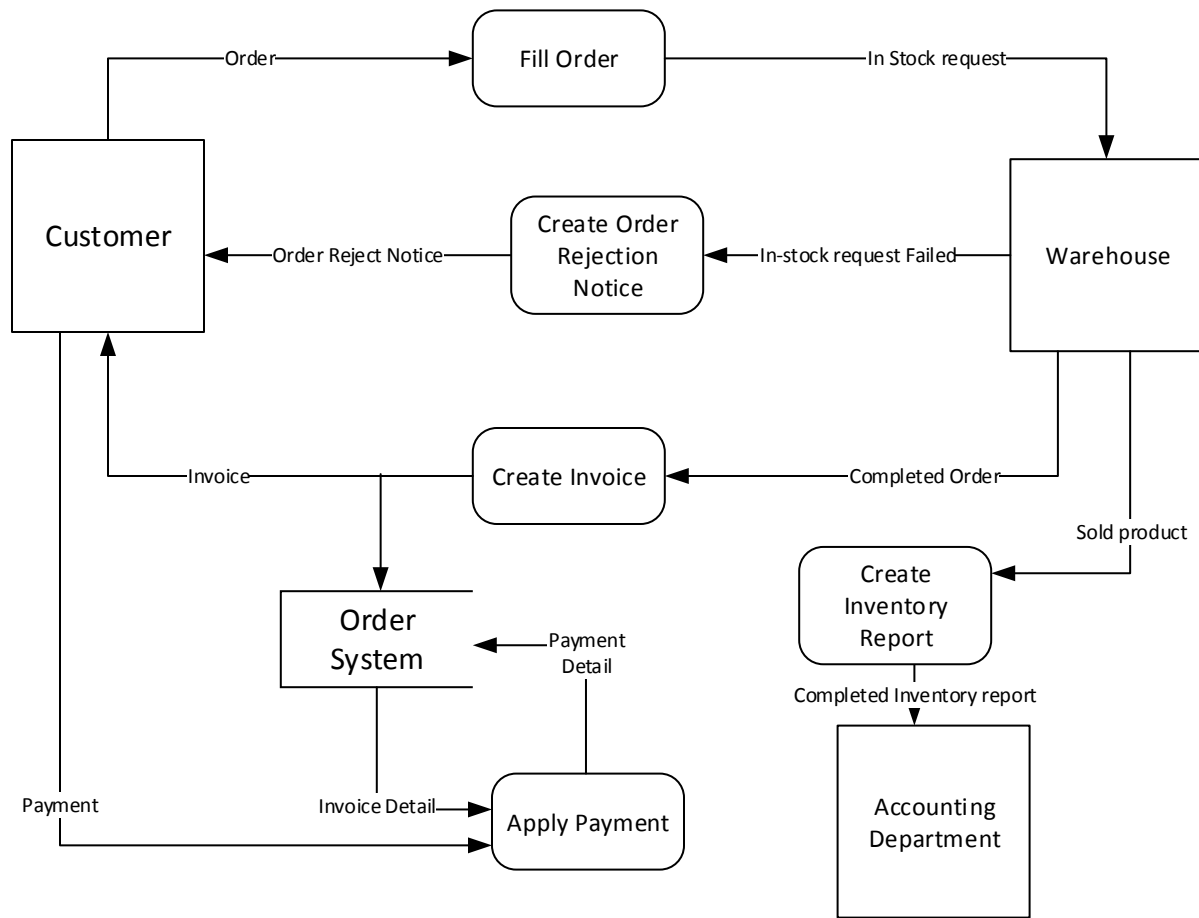 Order
Fill Order
In Stock request
Customer
Order Reject Notice
Create Order
Rejection
Notice
In-stock request Failed
Warehouse
Invoice
Create Invoice
Completed Order
Sold product
Create
Inventory
Report
Order
System
Payment
Detail
Completed Inventory report
Payment
Invoice Detail
Apply Payment
Accounting
Department